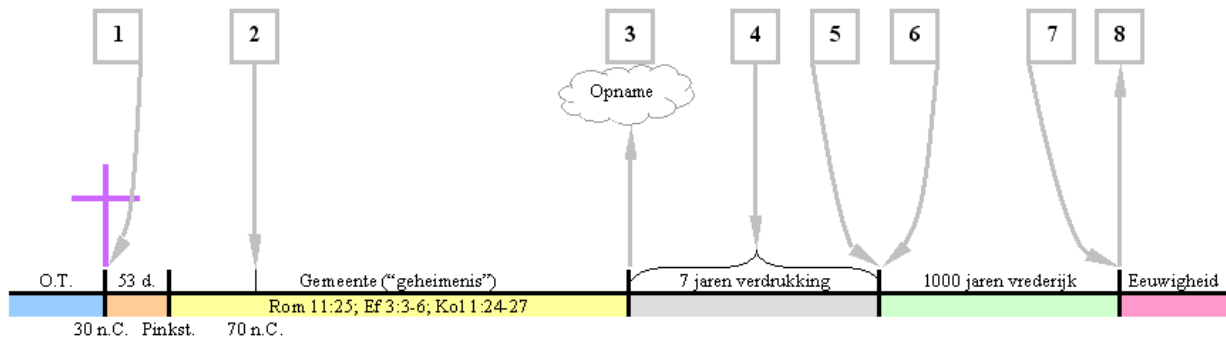 1 2 3 4 5 6 7 8
Opname
O.T. 53 d. Gemeente (“geheimenis”) 7 jaren verdrukking 1000 jaren vrederijk Eeuwigheid
Rom 11:25; Ef 3:3-6; Kol 1:24-27
30 n.C. Pinkst. 70 n.C.